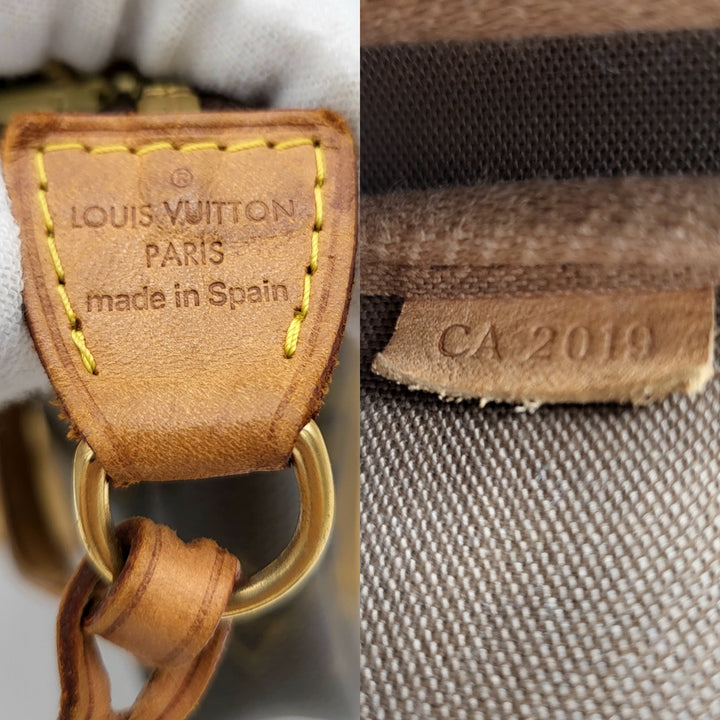 ®
LOUIS VUITTON
PARIS
made in Spain
CA 2019